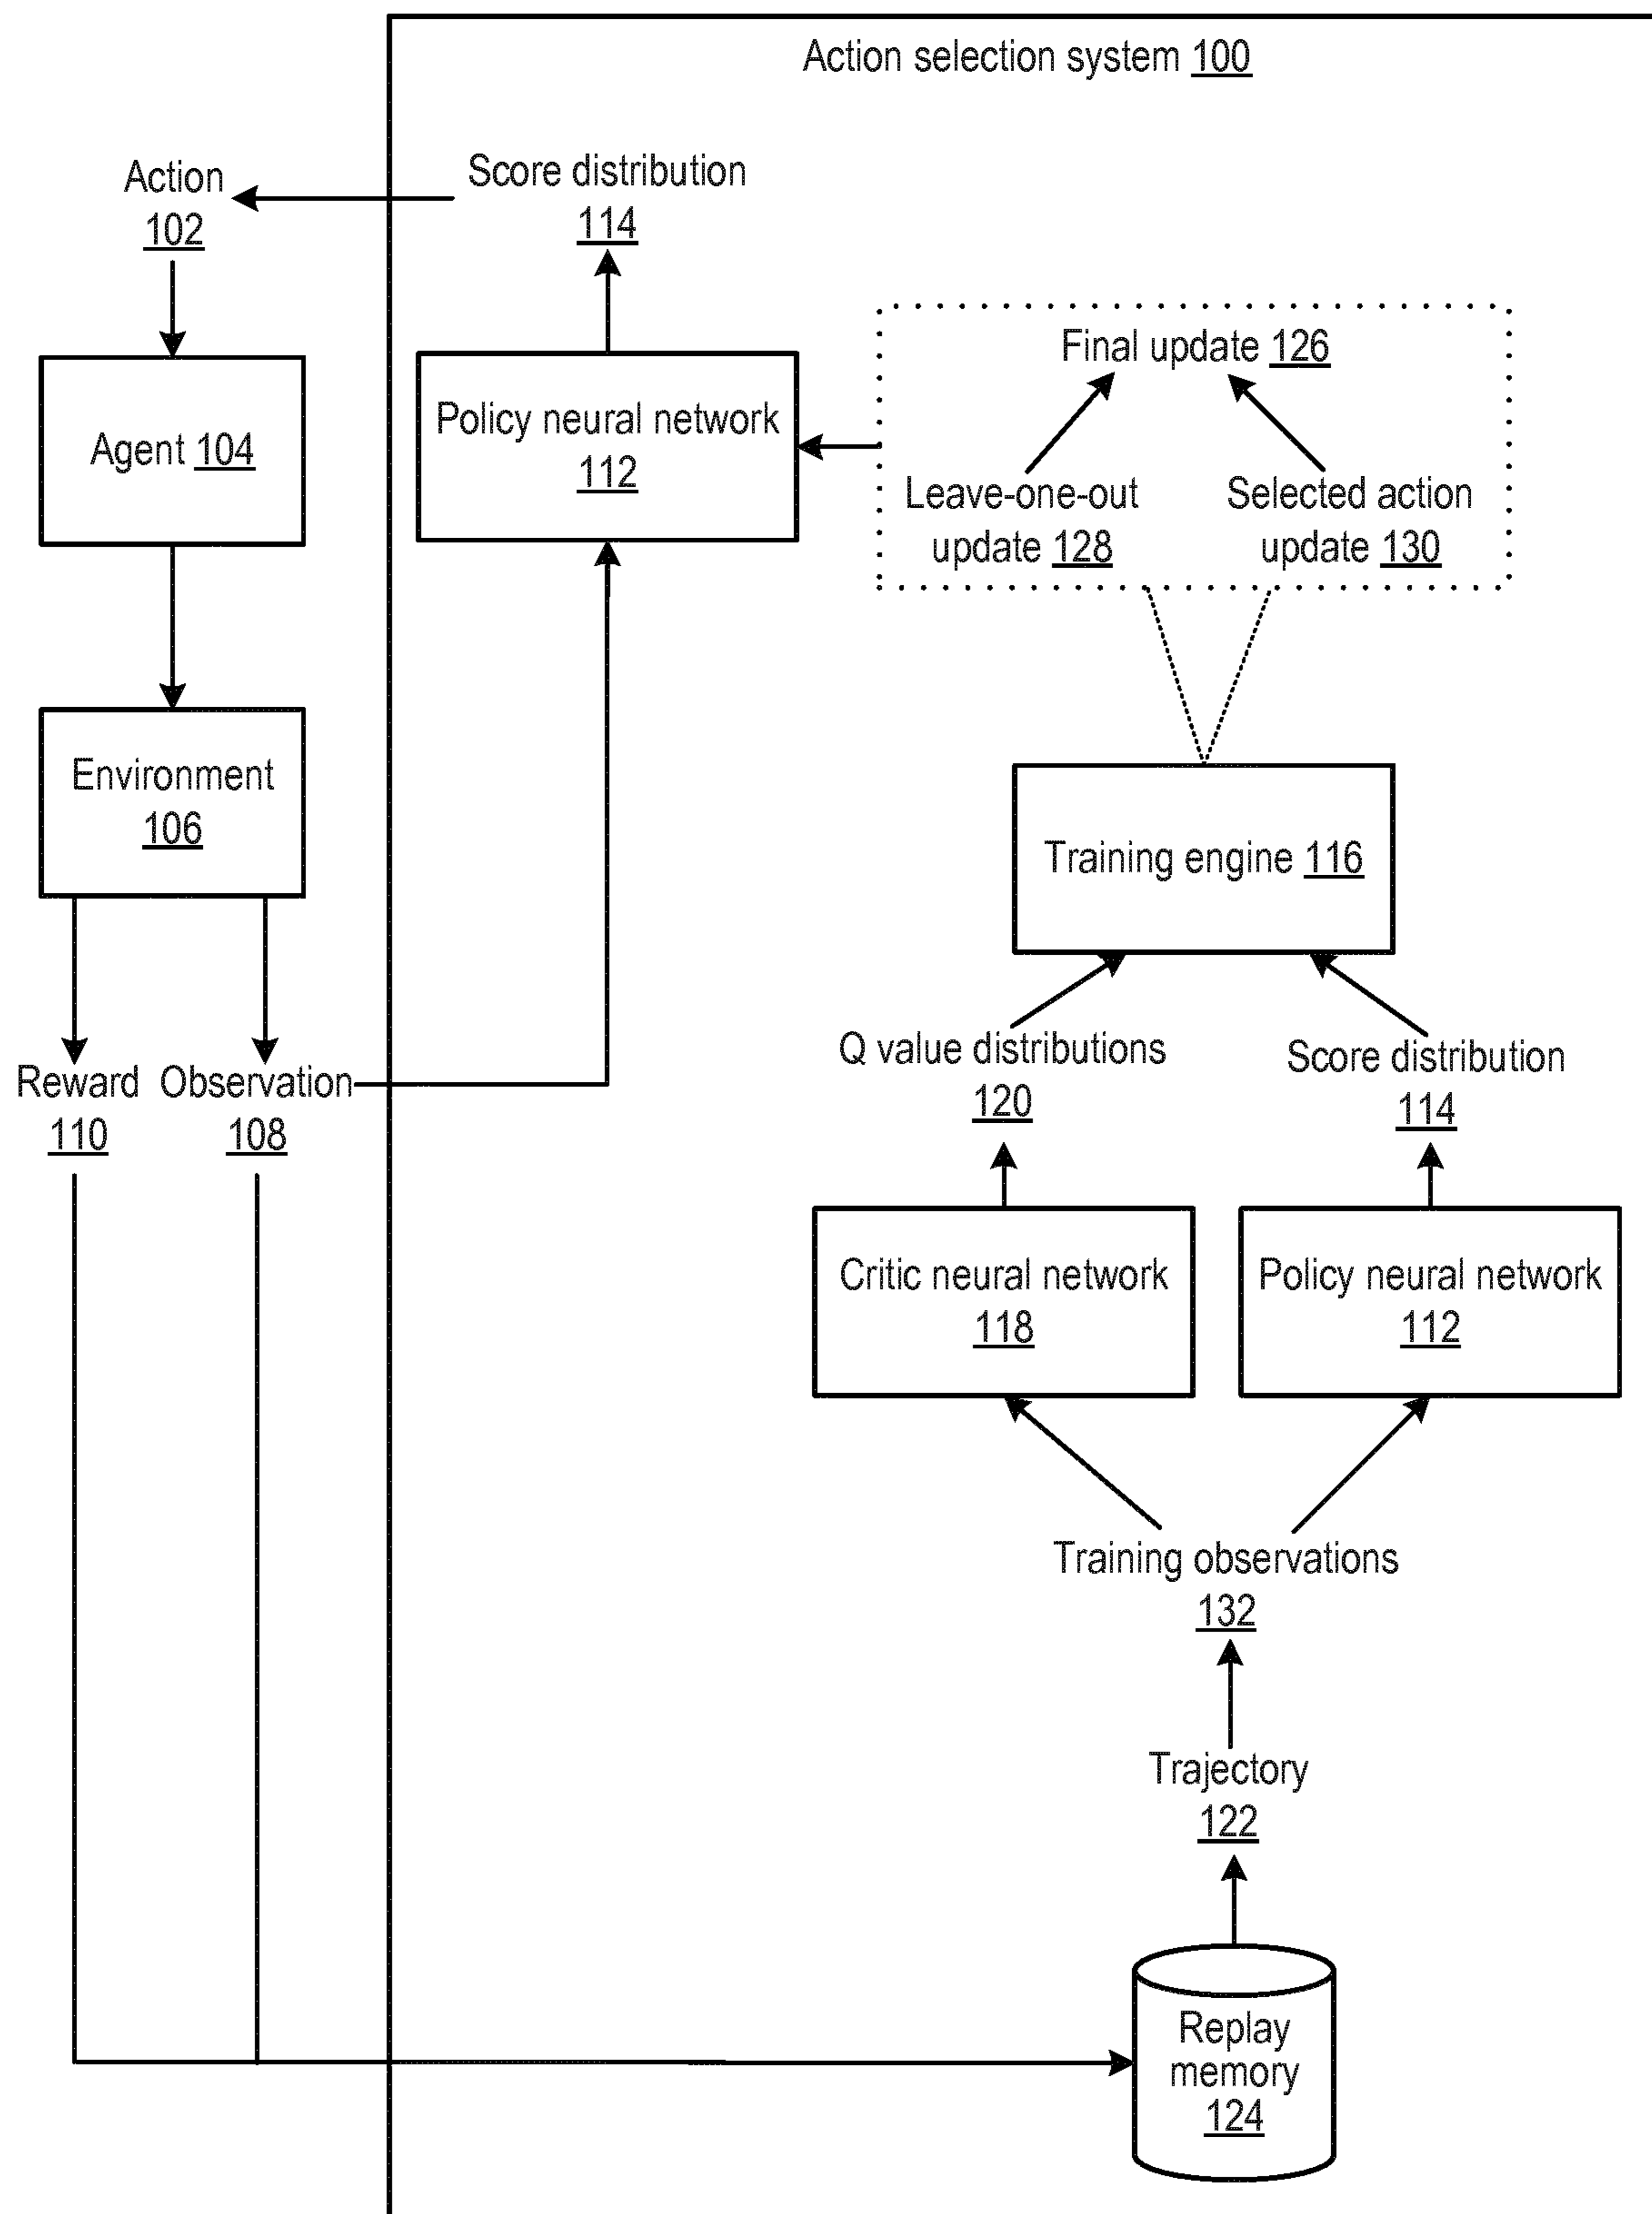 Action selection system 100
Action
102
Score distribution
114
Final update 126
Agent 104
Policy neural network
112
Leave-one-out
update 128
Selected action
update 130
Environment
106
Training engine 116
Reward
110
Observation
108
Q value distributions
120
Score distribution
114
Critic neural network
118
Policy neural network
112
Training observations
132
Trajectory
122
Replay
memory
124